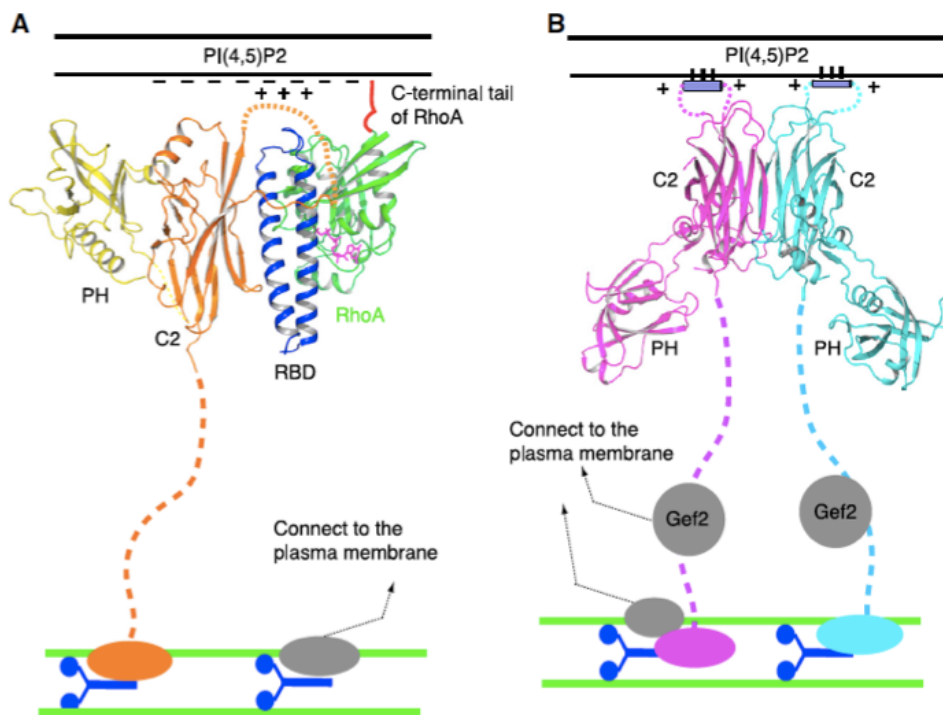 A
PI(4,5)P2
– – – – – – – – – –
+ + +
C-terminal tail
of RhoA
PH
C2
RBD
RhoA
Connect to the
plasma membrane
B
PI(4,5)P2
+ + + +
C2
C2
PH
PH
Connect to the
plasma membrane
Gef2
Gef2